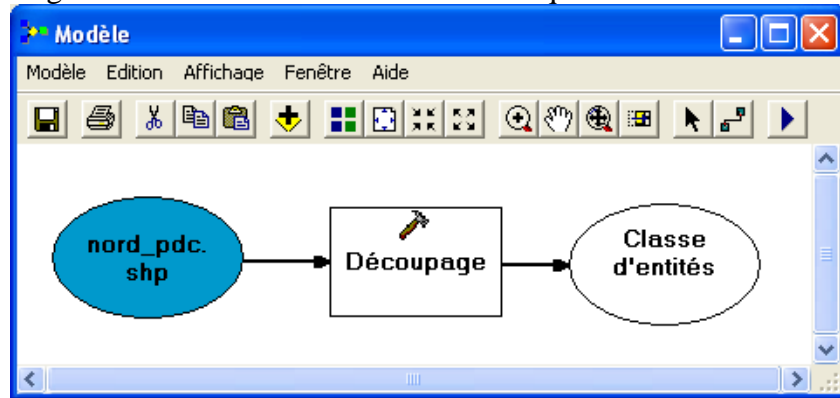 Modèle
Modèle Edition Affichage Fenêtre Aide
nord_pdc.
shp
Découpage
Classe
d'entités